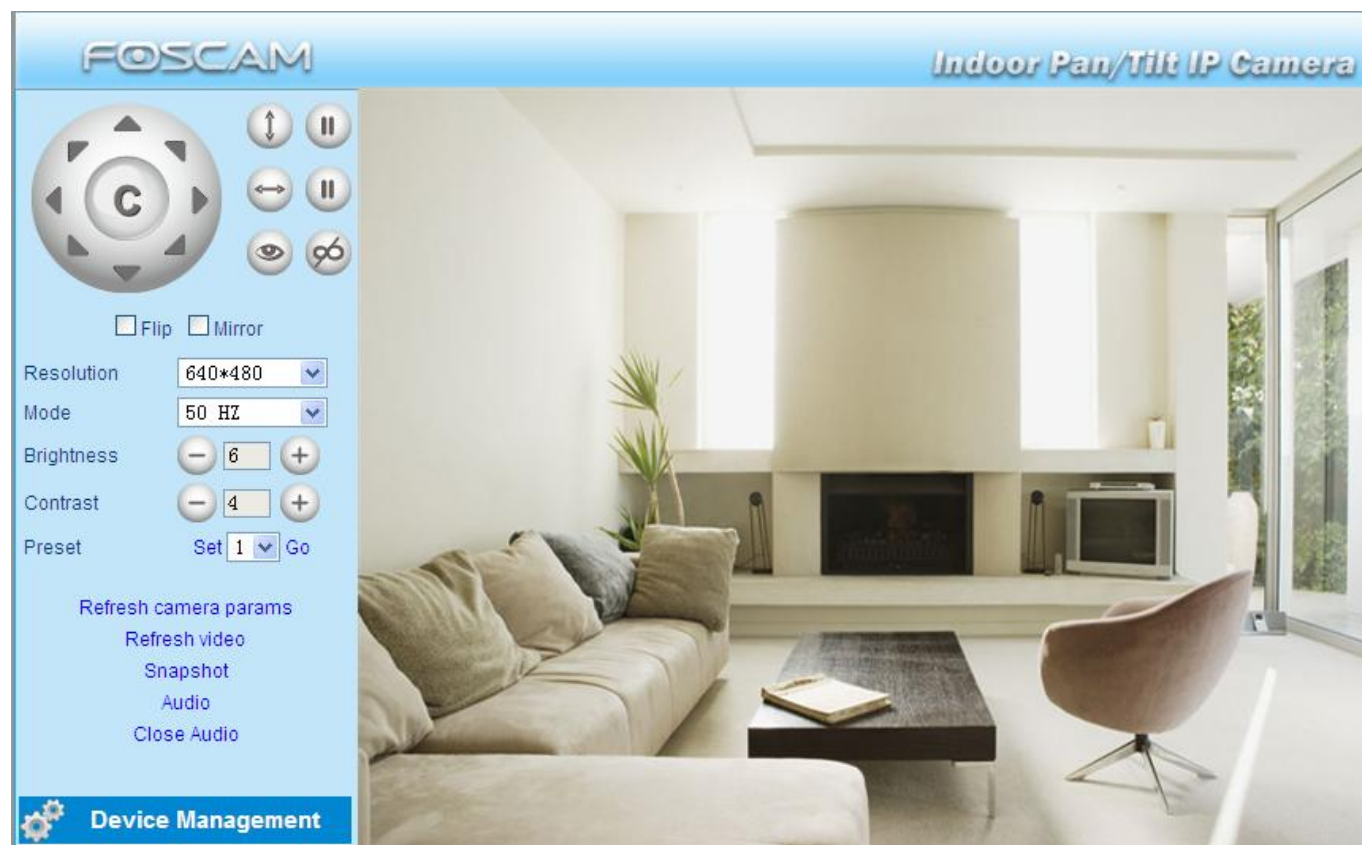 FOSCAM
Indoor Pan/Tilt IP Camera
C
Flip Mirror
Resolution 640*480
Mode 50 HZ
Brightness − 6 +
Contrast − 4 +
Preset Set 1 Go
Refresh camera params
Refresh video
Snapshot
Audio
Close Audio
Device Management